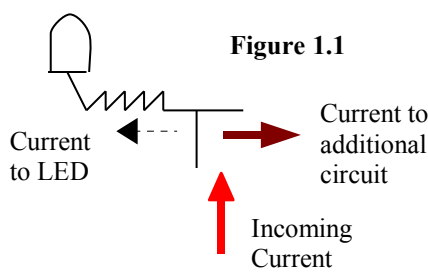 Figure 1.1
Current
to LED
Current to
additional
circuit
Incoming
Current